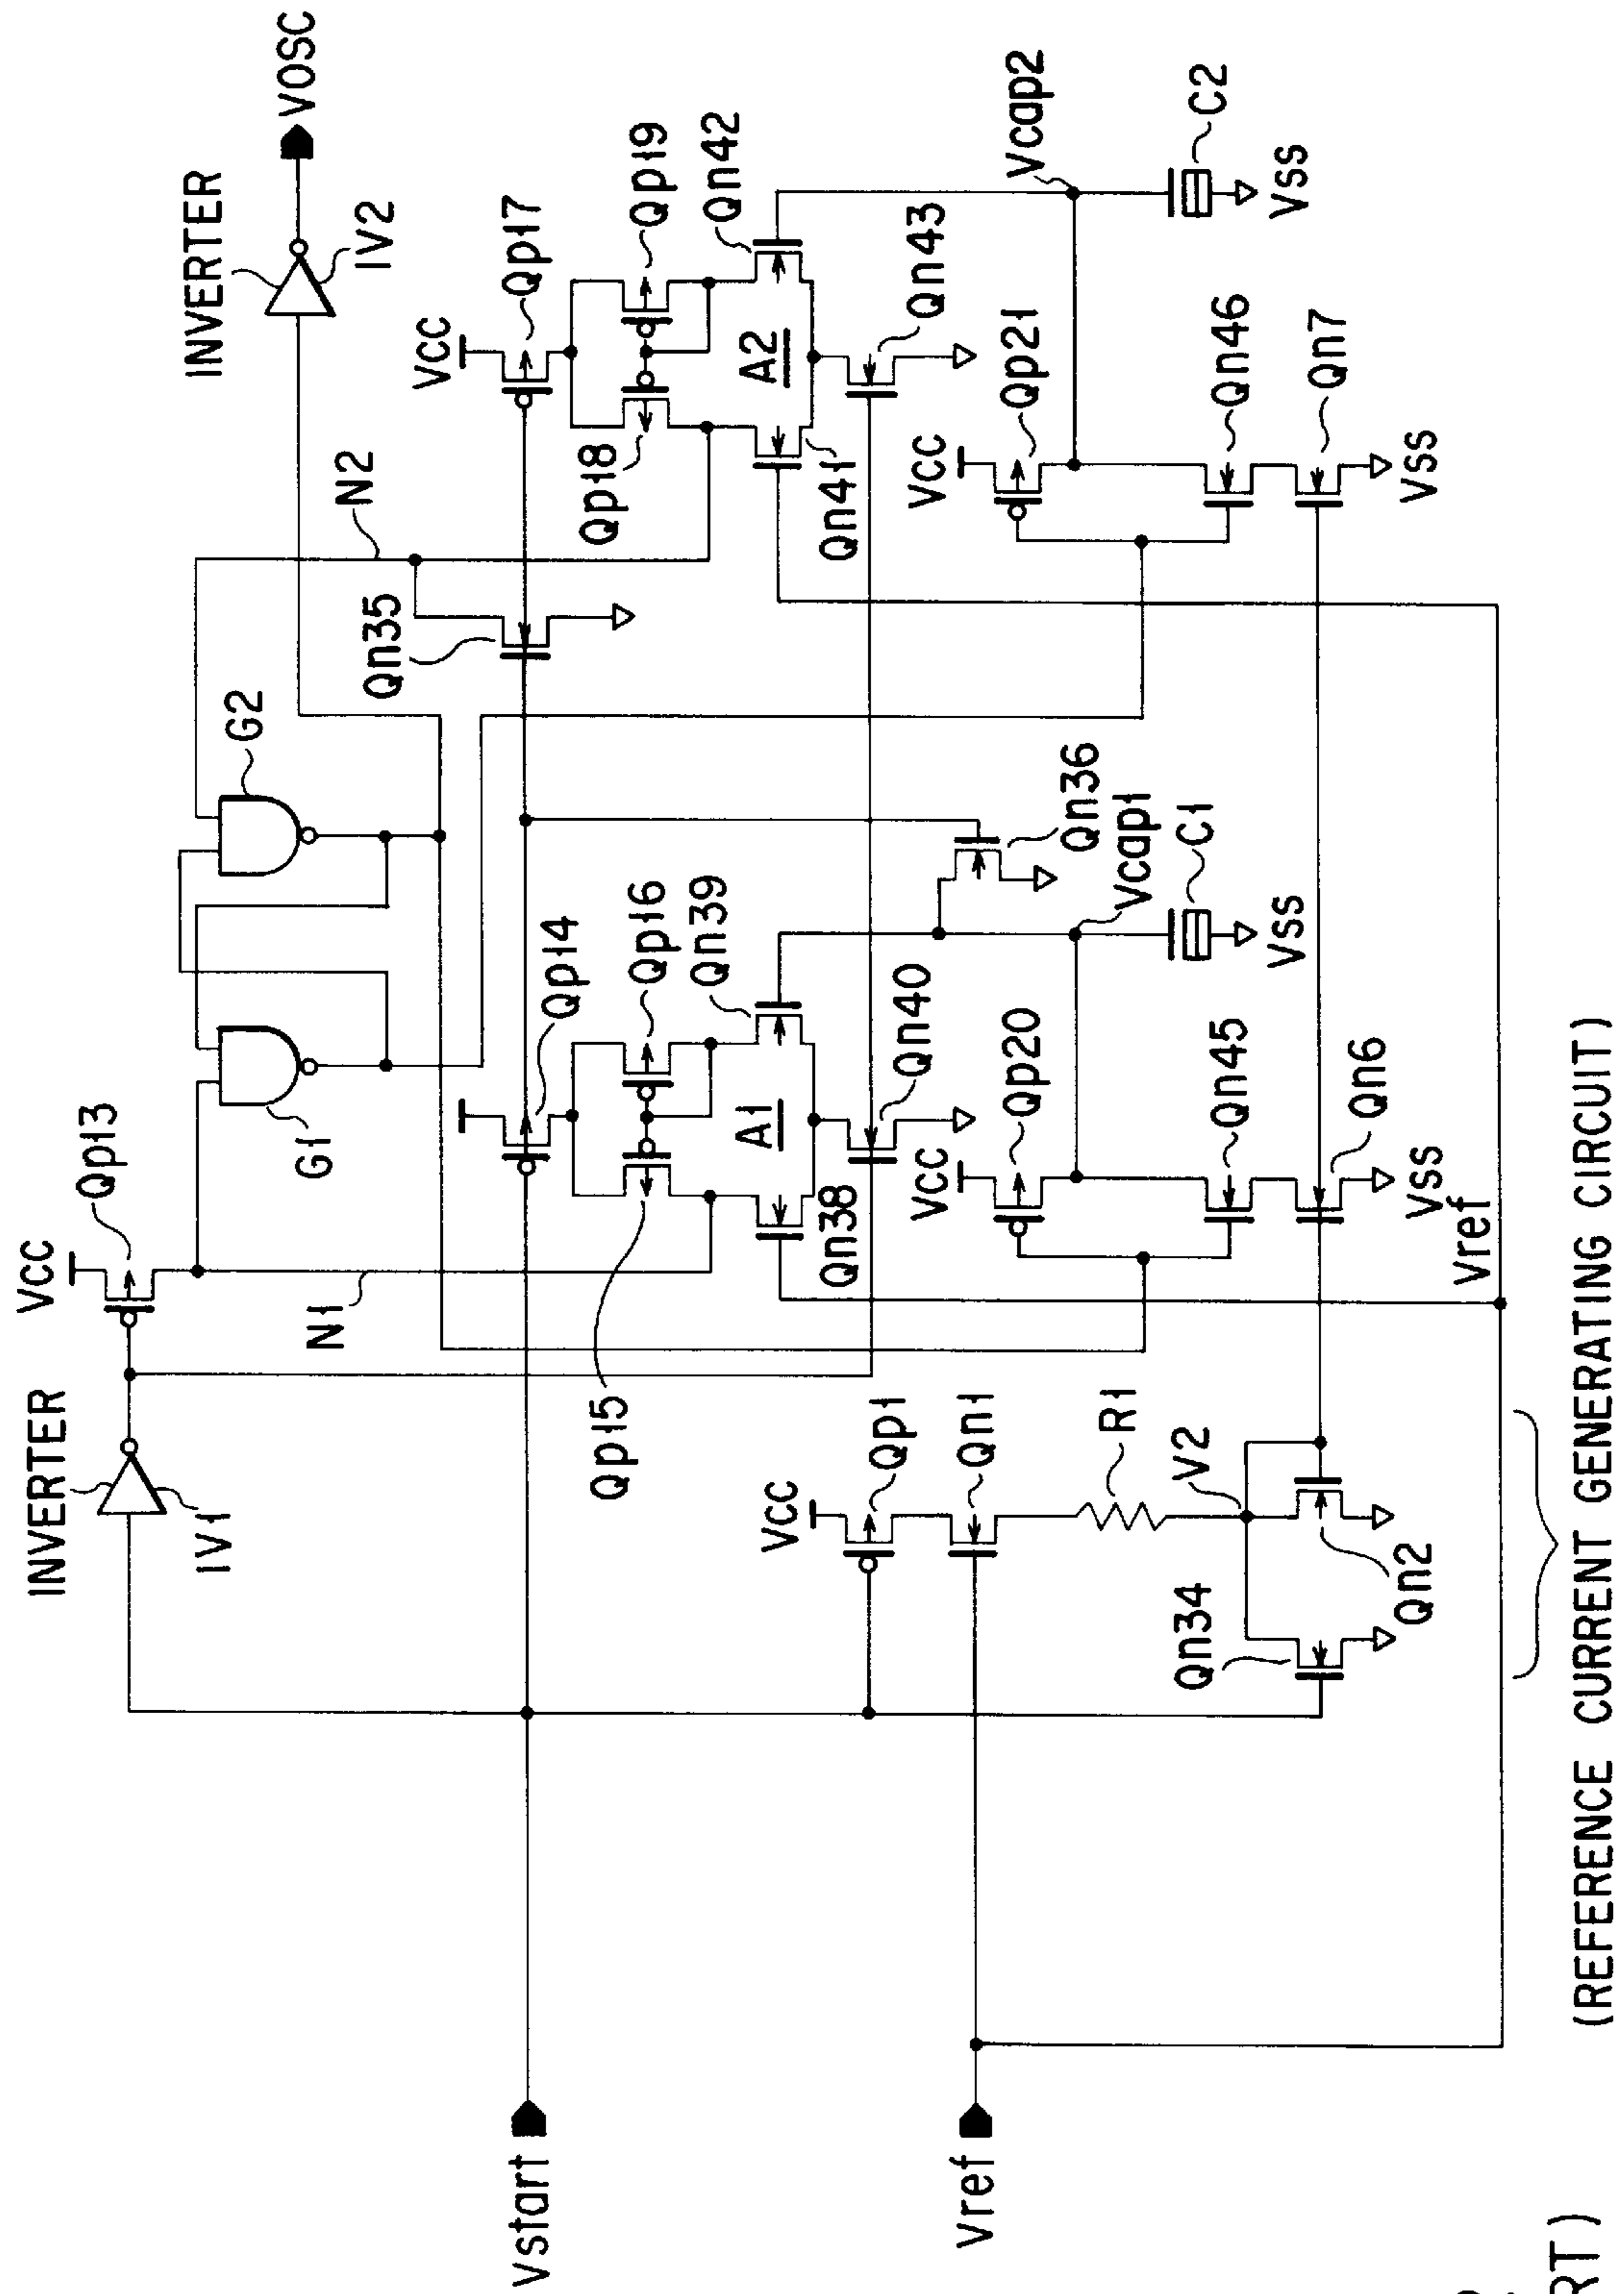 INVERTER
VCC
Qp13
IV1
G1
G2
INVERTER
VOSC
IV2
N1
N2
Qn35
Qp14
VCC
Qp17
Qp15
Qp16
Qn39
Qp18
Qp19
Qn42
A1
A2
Qn38
Qn40
Qn41
Qn43
Vstart
VCC
Qp1
Qn1
R1
V2
Qn34
Qn2
VCC
Qp20
Qn45
Qn6
Vss
Qn36
Vcap1
C1
Vss
VCC
Qp21
Qn46
Qn7
Vss
Vcap2
C2
Vss
Vref
Vref
(REFERENCE CURRENT GENERATING CIRCUIT)